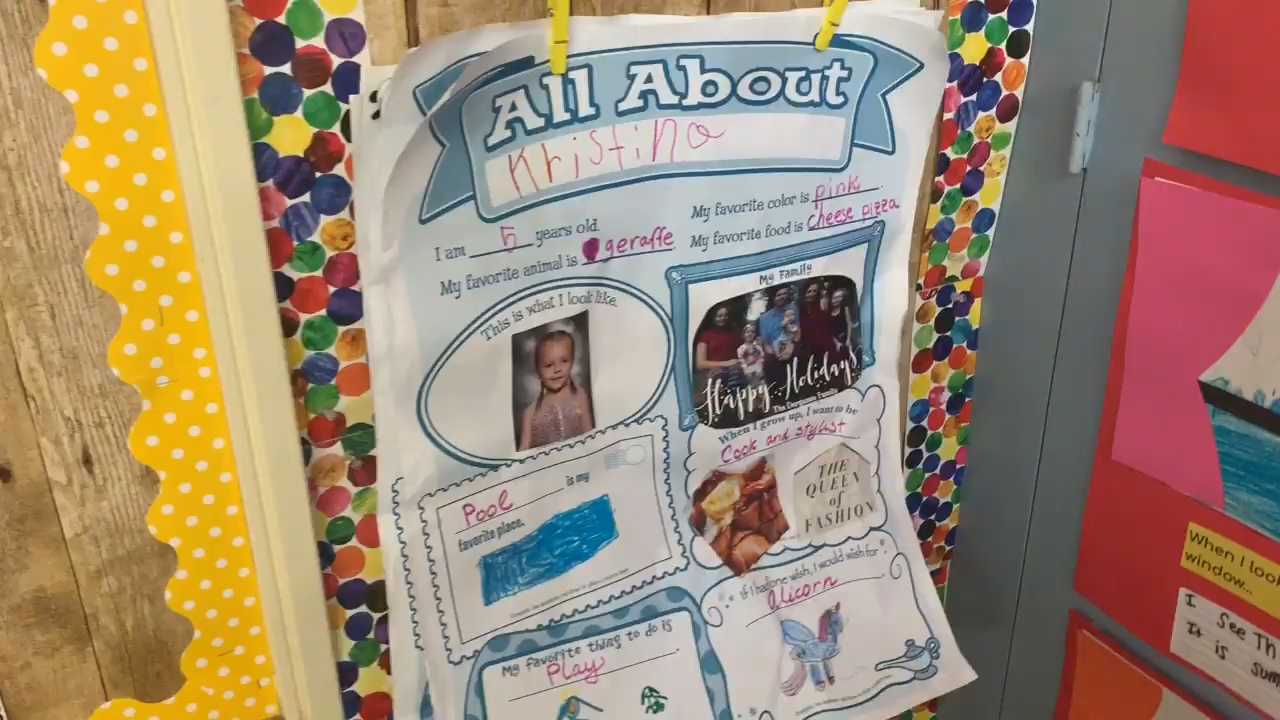 All About
Kristina
I am 5 years old.
My favorite color is pink.
My favorite animal is geraffe
My favorite food is cheese pizza
This is what I look like.
My Family
Happy Holidays
When I grow up, I want to be
Cook and stylist
THE
QUEEN
of
FASHION
Pool is my
favorite place.
If I had one wish, I would wish for
alicorn
My favorite thing to do is
Play
When I look
window...
I See Th
It is sum